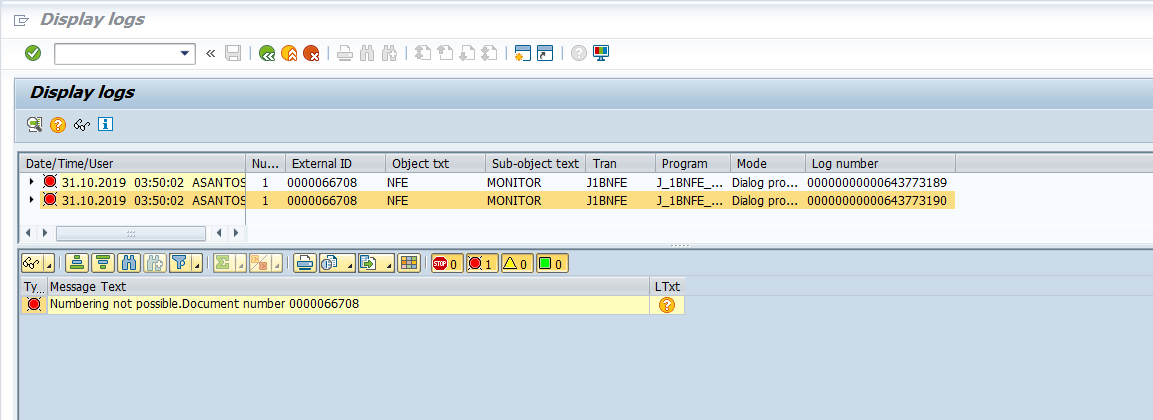 Display logs
Display logs
Date/Time/User Nu... External ID Object txt Sub-object text Tran Program Mode Log number
31.10.2019 03:50:02 ASANTOS 1 0000066708 NFE MONITOR J1BNFE J_1BNFE_... Dialog pro... 00000000000643773189
31.10.2019 03:50:02 ASANTOS 1 0000066708 NFE MONITOR J1BNFE J_1BNFE_... Dialog pro... 00000000000643773190
STOP 0 1 0 0
Ty... Message Text LTxt
Numbering not possible.Document number 0000066708